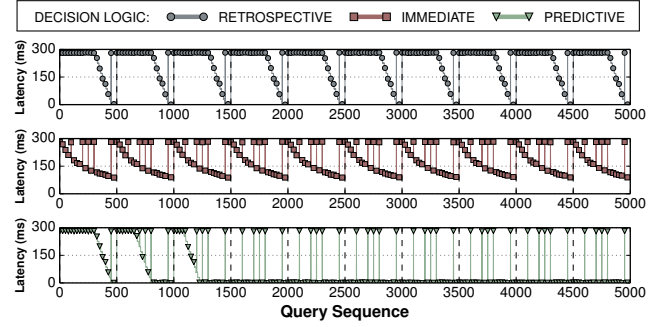 DECISION LOGIC: RETROSPECTIVE IMMEDIATE PREDICTIVE
Latency (ms)
300
150
0
0 500 1000 1500 2000 2500 3000 3500 4000 4500 5000
Latency (ms)
300
150
0
0 500 1000 1500 2000 2500 3000 3500 4000 4500 5000
Latency (ms)
300
150
0
0 500 1000 1500 2000 2500 3000 3500 4000 4500 5000
Query Sequence